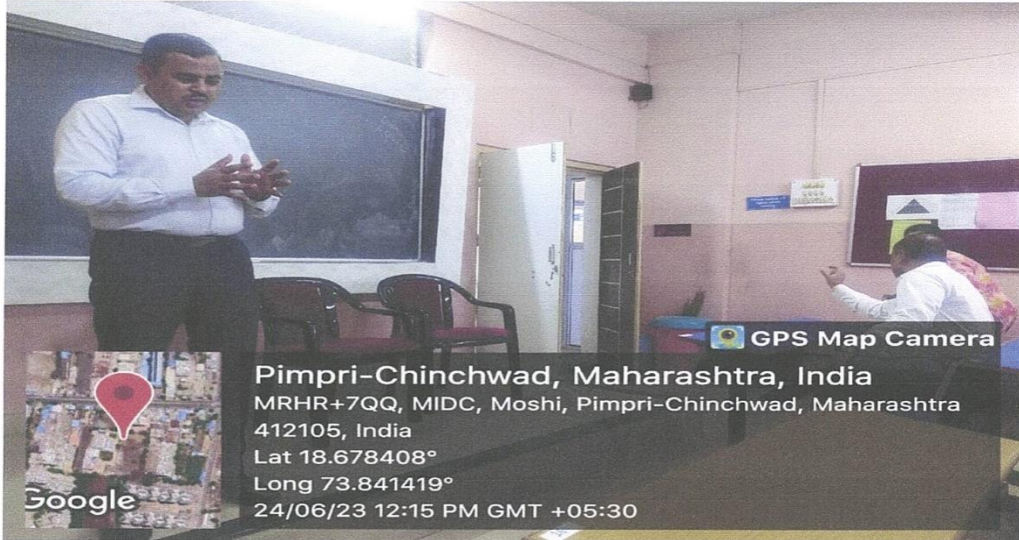 GPS Map Camera
Pimpri-Chinchwad, Maharashtra, India
MRHR+7QQ, MIDC, Moshi, Pimpri-Chinchwad, Maharashtra
412105, India
Lat 18.678408°
Long 73.841419°
24/06/23 12:15 PM GMT +05:30
Google